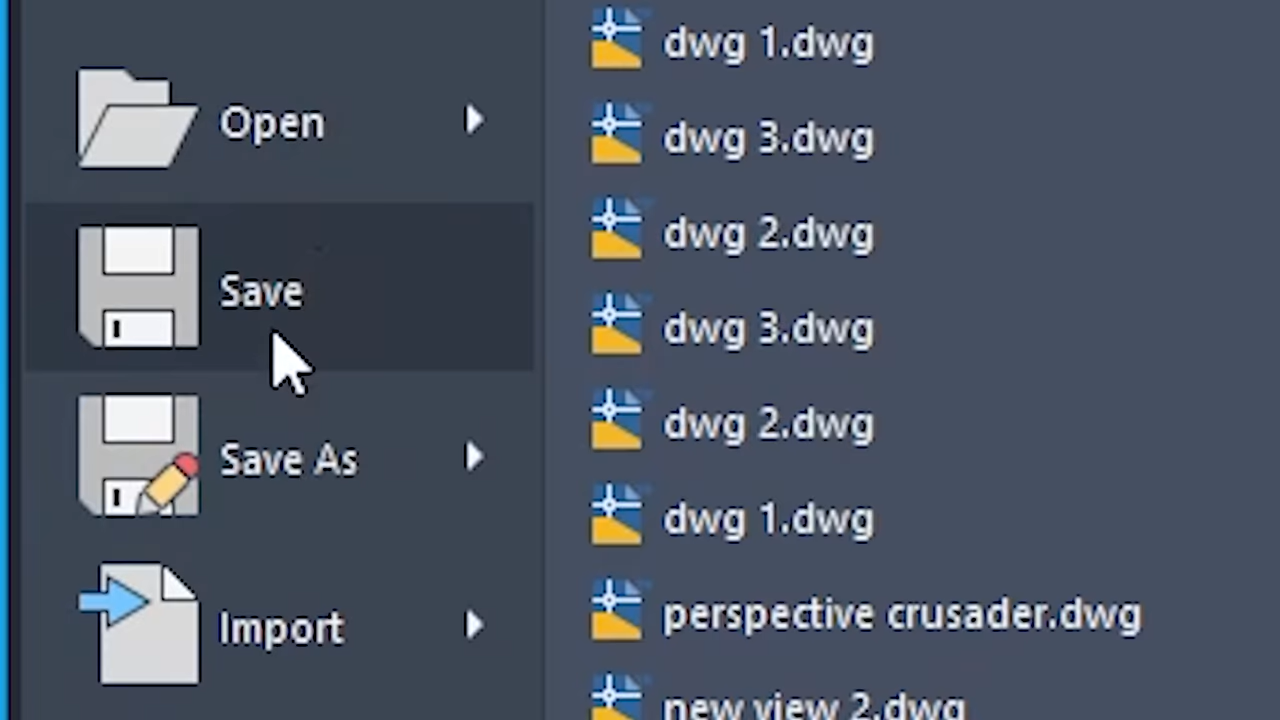 Open
Save
Save As
Import
dwg 1.dwg
dwg 3.dwg
dwg 2.dwg
dwg 3.dwg
dwg 2.dwg
dwg 1.dwg
perspective crusader.dwg
new view 2.dwg